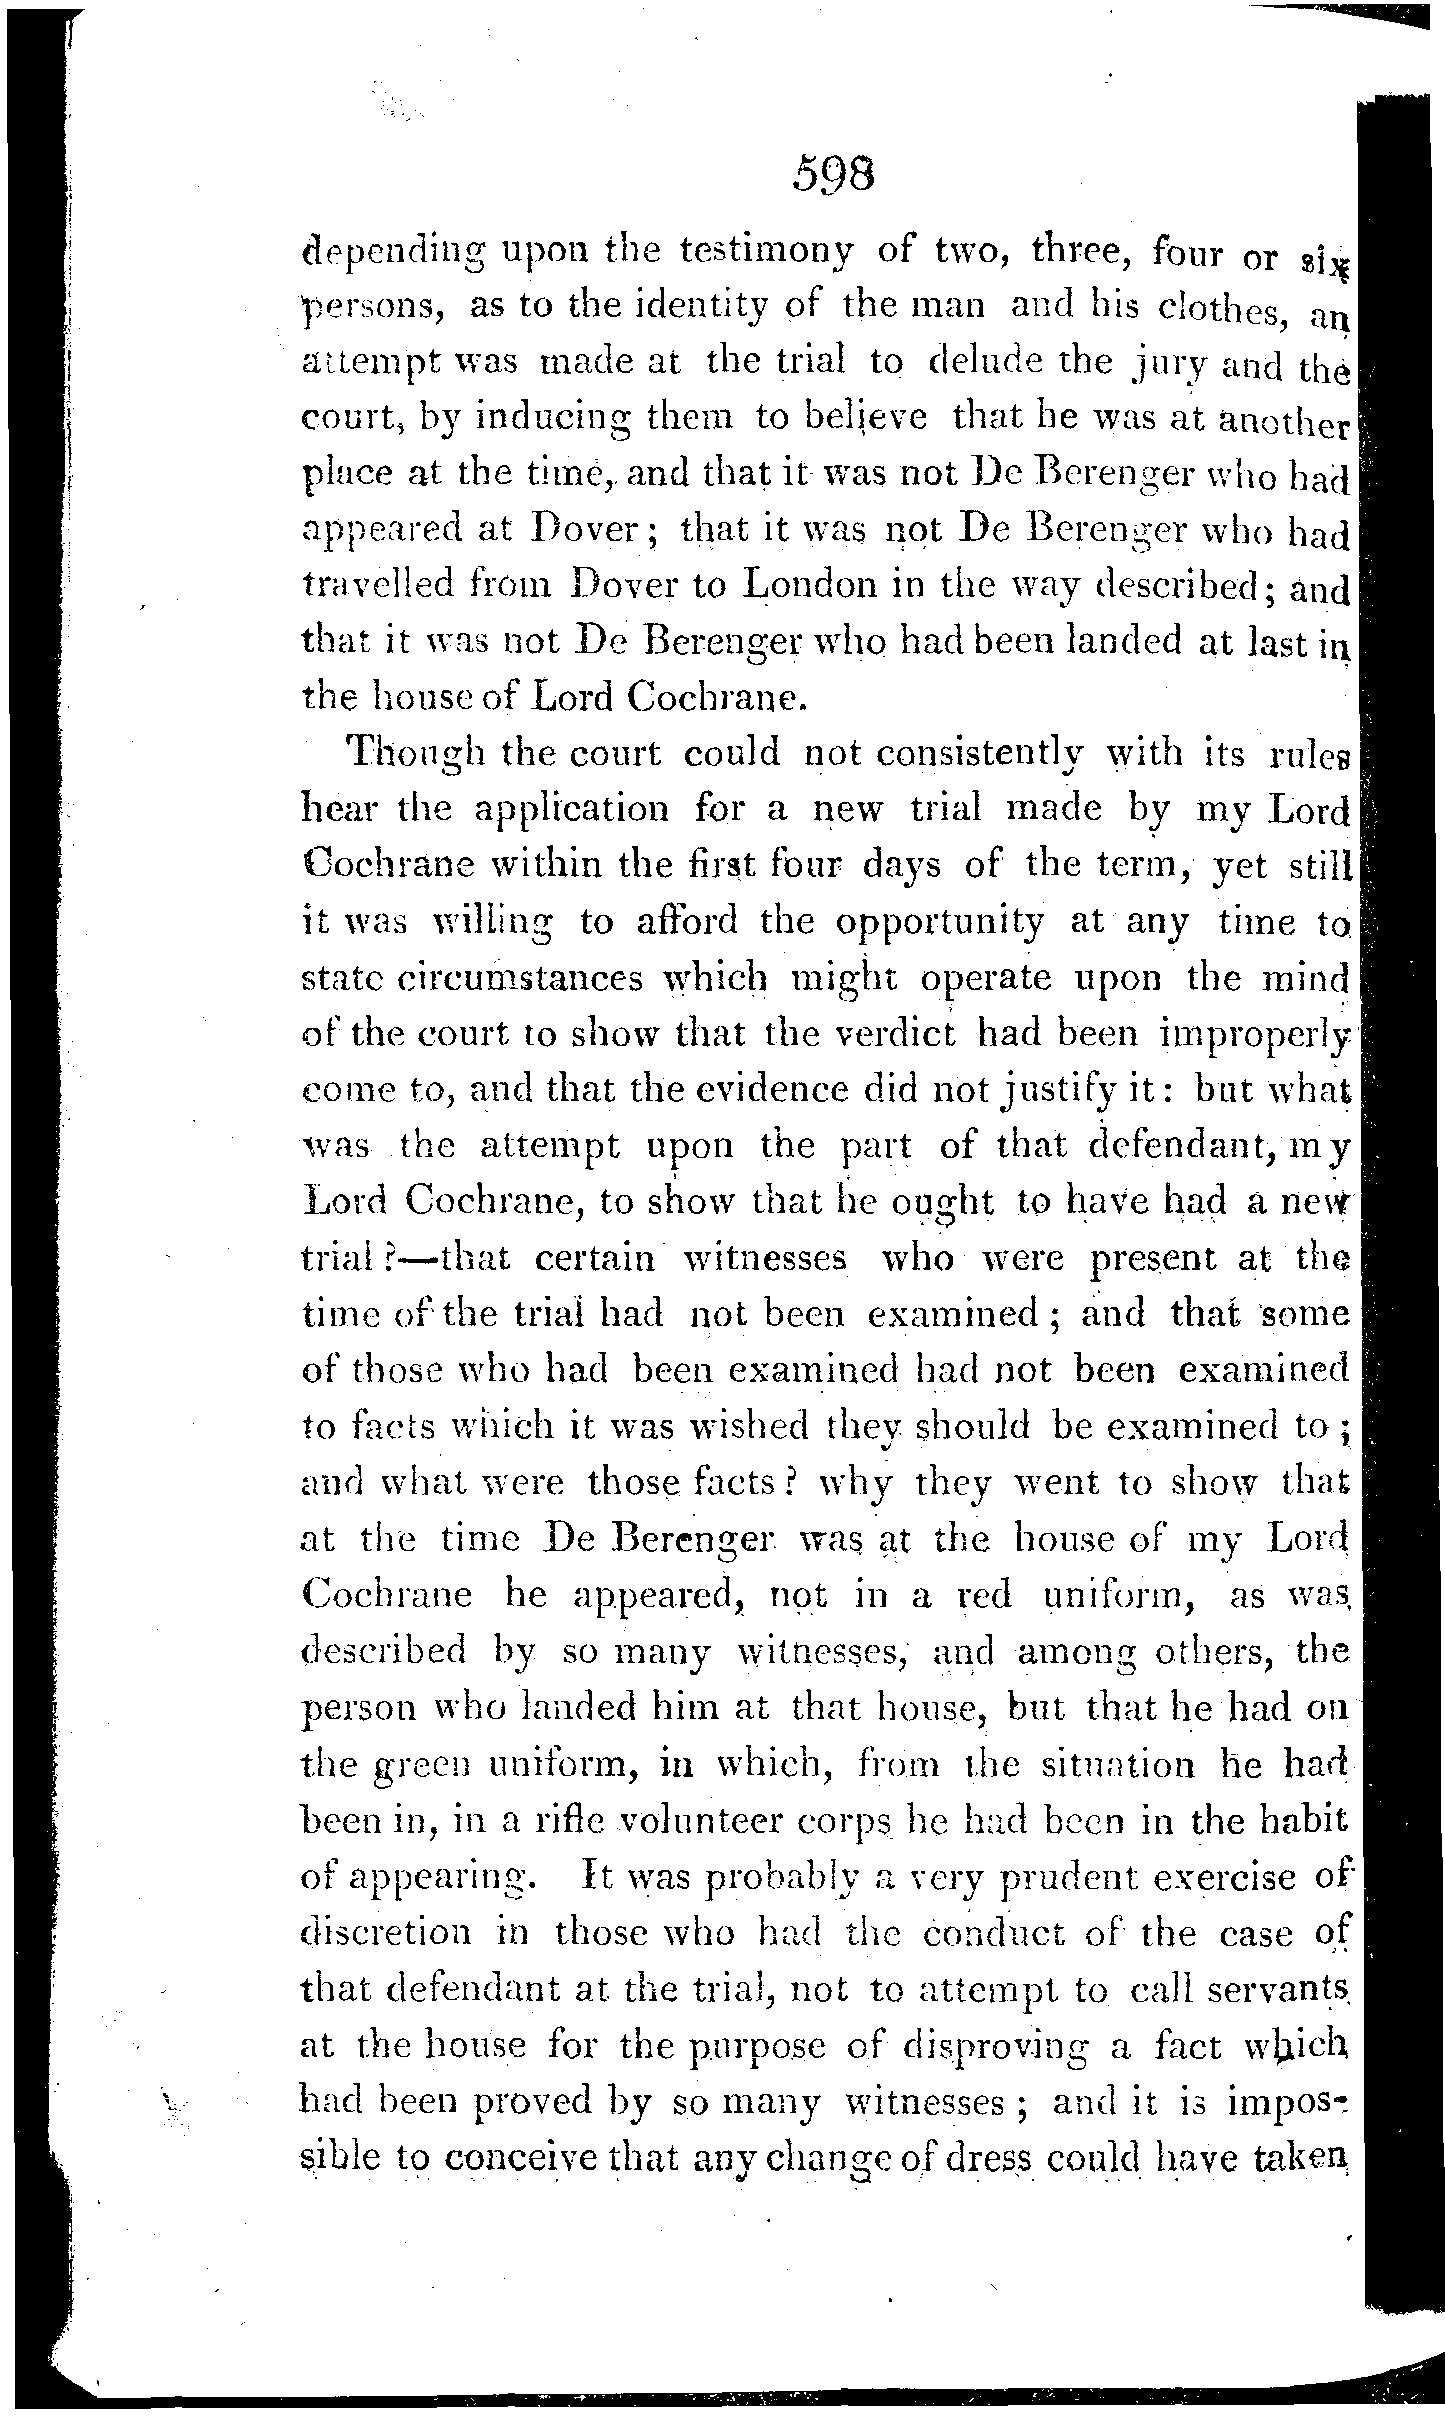 598
depending upon the testimony of two, three, four or six
persons, as to the identity of the man and his clothes, an
attempt was made at the trial to delude the jury and the
court, by inducing them to believe that he was at another
place at the time, and that it was not De Berenger who had
appeared at Dover; that it was not De Berenger who had
travelled from Dover to London in the way described; and
that it was not De Berenger who had been landed at last in
the house of Lord Cochrane.
Though the court could not consistently with its rules
hear the application for a new trial made by my Lord
Cochrane within the first four days of the term, yet still
it was willing to afford the opportunity at any time to
state circumstances which might operate upon the mind
of the court to show that the verdict had been improperly
come to, and that the evidence did not justify it: but what
was the attempt upon the part of that defendant, my
Lord Cochrane, to show that he ought to have had a new
trial?—that certain witnesses who were present at the
time of the trial had not been examined; and that some
of those who had been examined had not been examined
to facts which it was wished they should be examined to;
and what were those facts? why they went to show that
at the time De Berenger was at the house of my Lord
Cochrane he appeared, not in a red uniform, as was
described by so many witnesses, and among others, the
person who landed him at that house, but that he had on
the green uniform, in which, from the situation he had
been in, in a rifle volunteer corps he had been in the habit
of appearing. It was probably a very prudent exercise of
discretion in those who had the conduct of the case of
that defendant at the trial, not to attempt to call servants
at the house for the purpose of disproving a fact which
had been proved by so many witnesses; and it is impos-
sible to conceive that any change of dress could have taken